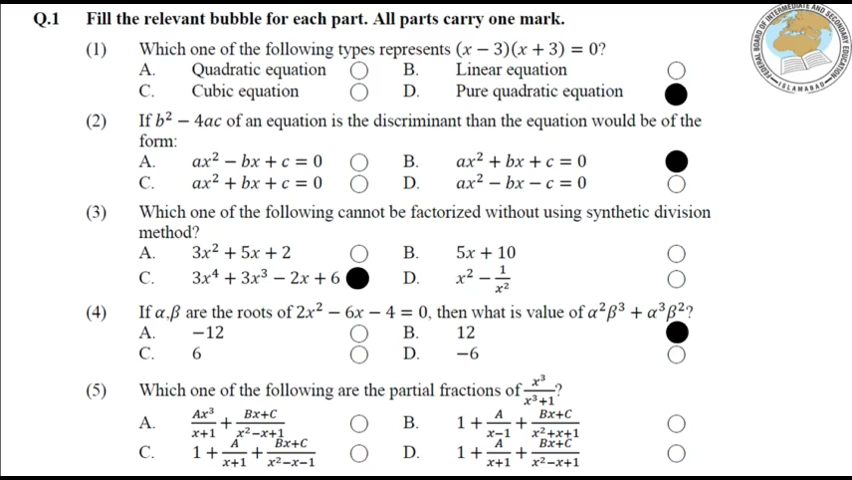 Q.1 Fill the relevant bubble for each part. All parts carry one mark.
(1) Which one of the following types represents (x − 3)(x + 3) = 0?
A. Quadratic equation ◯ B. Linear equation ◯
C. Cubic equation ◯ D. Pure quadratic equation ●
(2) If b² − 4ac of an equation is the discriminant than the equation would be of the
form:
A. ax² − bx + c = 0 ◯ B. ax² + bx + c = 0 ●
C. ax² + bx + c = 0 ◯ D. ax² − bx − c = 0 ◯
(3) Which one of the following cannot be factorized without using synthetic division
method?
A. 3x² + 5x + 2 ◯ B. 5x + 10 ◯
C. 3x⁴ + 3x³ − 2x + 6 ● D. x² − 1/x² ◯
(4) If α,β are the roots of 2x² − 6x − 4 = 0, then what is value of α²β³ + α³β²?
A. −12 ◯ B. 12 ●
C. 6 ◯ D. −6 ◯
(5) Which one of the following are the partial fractions of x³/(x³+1)?
A. Ax³/(x+1) + (Bx+C)/(x²−x+1) ◯ B. 1 + A/(x−1) + (Bx+C)/(x²+x+1) ◯
C. 1 + A/(x+1) + (Bx+C)/(x²−x−1) ◯ D. 1 + A/(x+1) + (Bx+C)/(x²−x+1) ◯
FEDERAL BOARD OF INTERMEDIATE AND SECONDARY EDUCATION
ISLAMABAD